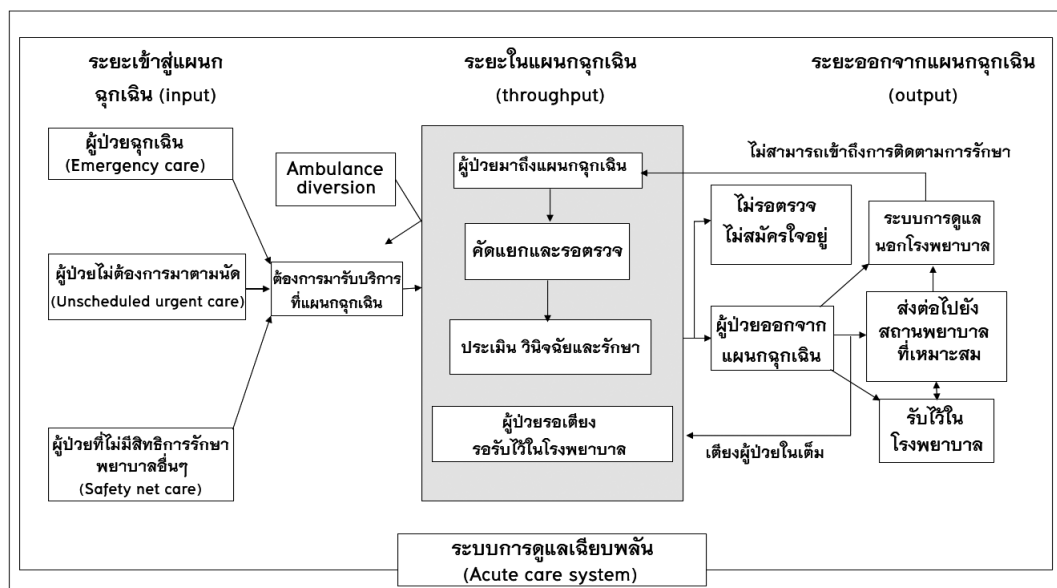 ระยะเข้าสู่แผนก
ฉุกเฉิน (input)
ระยะในแผนกฉุกเฉิน
(throughput)
ระยะออกจากแผนกฉุกเฉิน
(output)
ผู้ป่วยฉุกเฉิน
(Emergency care)
ผู้ป่วยไม่ต้องการมาตามนัด
(Unscheduled urgent care)
ผู้ป่วยที่ไม่มีสิทธิการรักษา
พยาบาลอื่นๆ
(Safety net care)
Ambulance
diversion
ต้องการมารับบริการ
ที่แผนกฉุกเฉิน
ผู้ป่วยมาถึงแผนกฉุกเฉิน
คัดแยกและรอตรวจ
ประเมิน วินิจฉัยและรักษา
ผู้ป่วยรอเตียง
รอรับไว้ในโรงพยาบาล
ไม่สามารถเข้าถึงการติดตามการรักษา
ไม่รอตรวจ
ไม่สมัครใจอยู่
ระบบการดูแล
นอกโรงพยาบาล
ผู้ป่วยออกจาก
แผนกฉุกเฉิน
ส่งต่อไปยัง
สถานพยาบาล
ที่เหมาะสม
รับไว้ใน
โรงพยาบาล
เตียงผู้ป่วยในเต็ม
ระบบการดูแลเฉียบพลัน
(Acute care system)